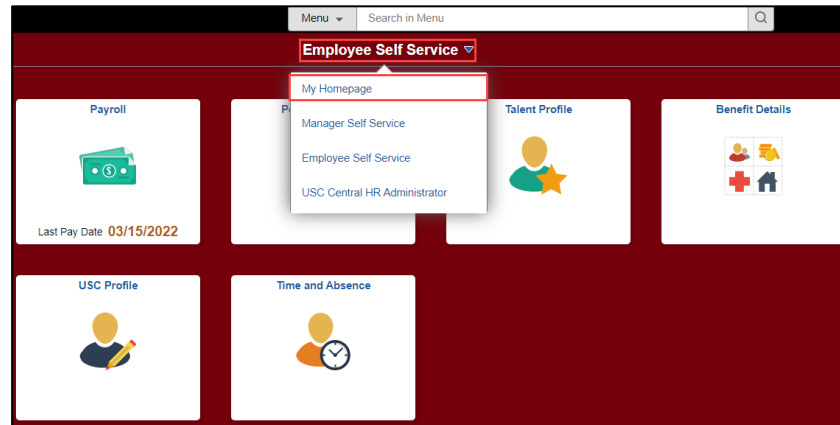 Menu Search in Menu
Employee Self Service
My Homepage
Manager Self Service
Employee Self Service
USC Central HR Administrator
Payroll
Last Pay Date 03/15/2022
Talent Profile
Benefit Details
USC Profile
Time and Absence